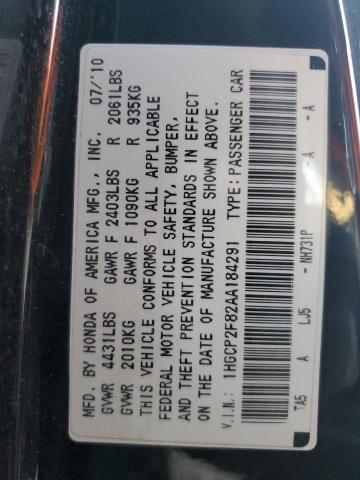 MFD. BY HONDA OF AMERICA MFG., INC. 07/'10
GVWR 4431LBS GAWR F 2403LBS R 2061LBS
GVWR 2010KG GAWR F 1090KG R 935KG
THIS VEHICLE CONFORMS TO ALL APPLICABLE
FEDERAL MOTOR VEHICLE SAFETY, BUMPER,
AND THEFT PREVENTION STANDARDS IN EFFECT
ON THE DATE OF MANUFACTURE SHOWN ABOVE.
V.I.N.: 1HGCP2F82AA184291 TYPE: PASSENGER CAR
TA5 A LJ5 - NH731P - A -A